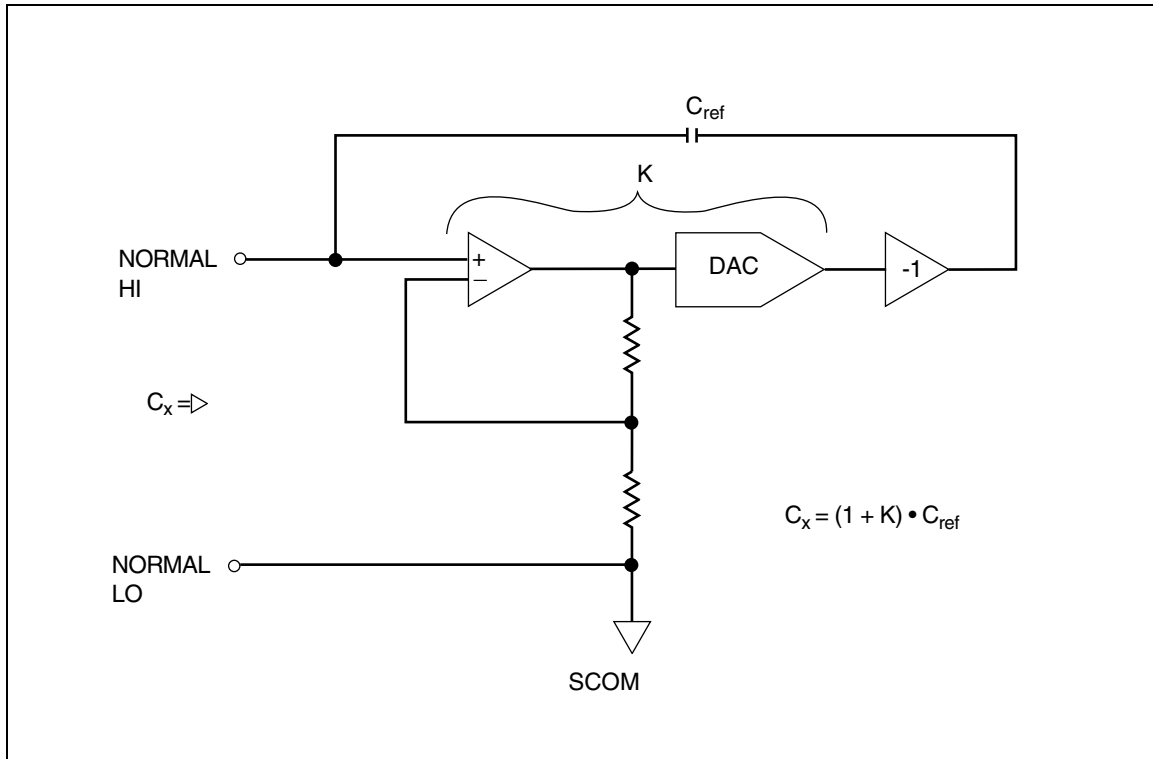 C_ref
K
NORMAL
HI
+
−
DAC
-1
C_x =
C_x = (1 + K) • C_ref
NORMAL
LO
SCOM